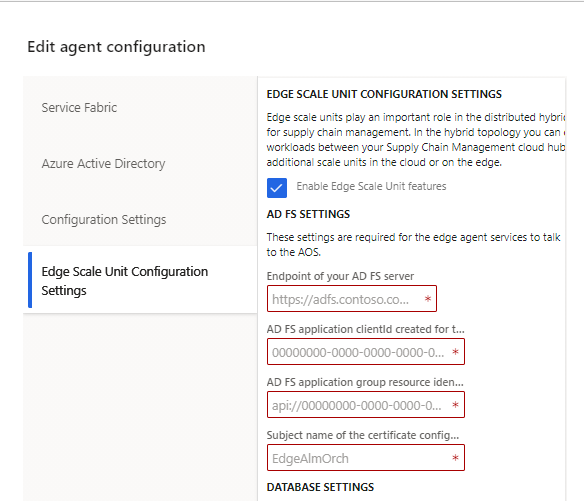 Edit agent configuration
Service Fabric
Azure Active Directory
Configuration Settings
Edge Scale Unit Configuration
Settings
EDGE SCALE UNIT CONFIGURATION SETTINGS
Edge scale units play an important role in the distributed hybri
for supply chain management. In the hybrid topology you can
workloads between your Supply Chain Management cloud hub
additional scale units in the cloud or on the edge.
Enable Edge Scale Unit features
AD FS SETTINGS
These settings are required for the edge agent services to talk
to the AOS.
Endpoint of your AD FS server
https://adfs.contoso.co... *
AD FS application clientId created for t...
00000000-0000-0000-0000-0... *
AD FS application group resource iden...
api://00000000-0000-0000-0... *
Subject name of the certificate config...
EdgeAlmOrch *
DATABASE SETTINGS